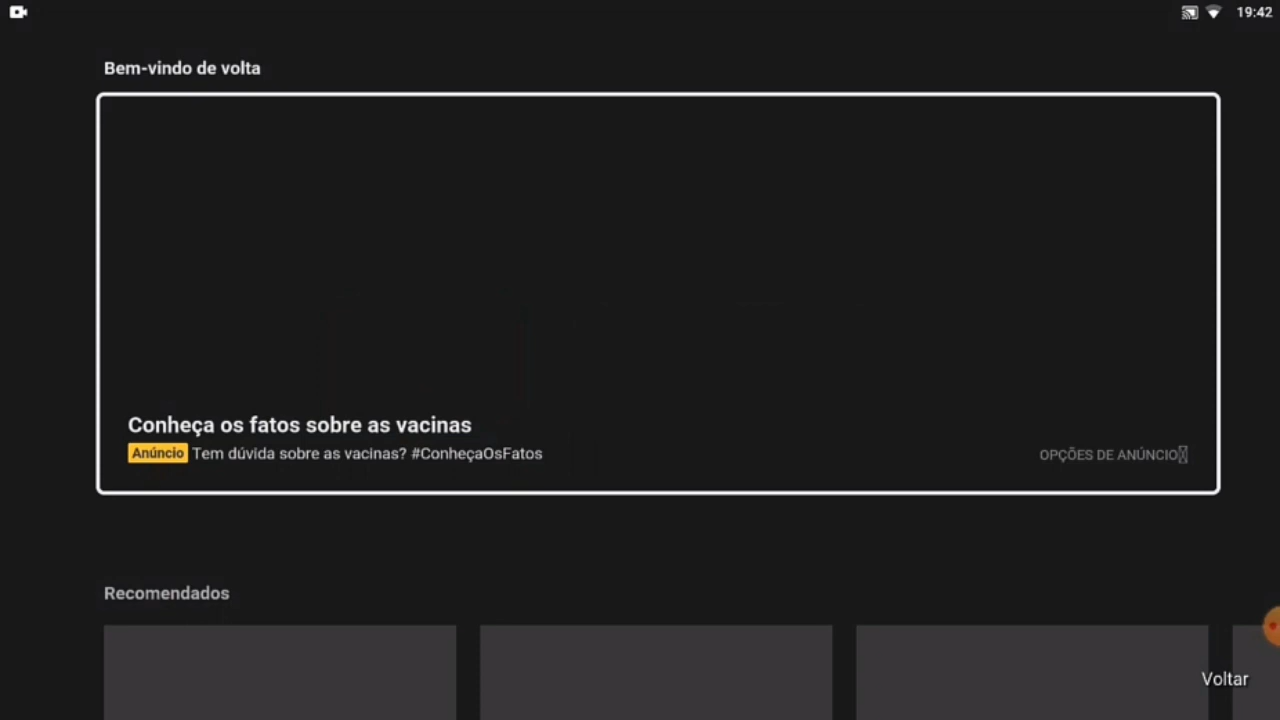 19:42
Bem-vindo de volta
Conheça os fatos sobre as vacinas
Anúncio Tem dúvida sobre as vacinas? #ConheçaOsFatos
OPÇÕES DE ANÚNCIO
Recomendados
Voltar